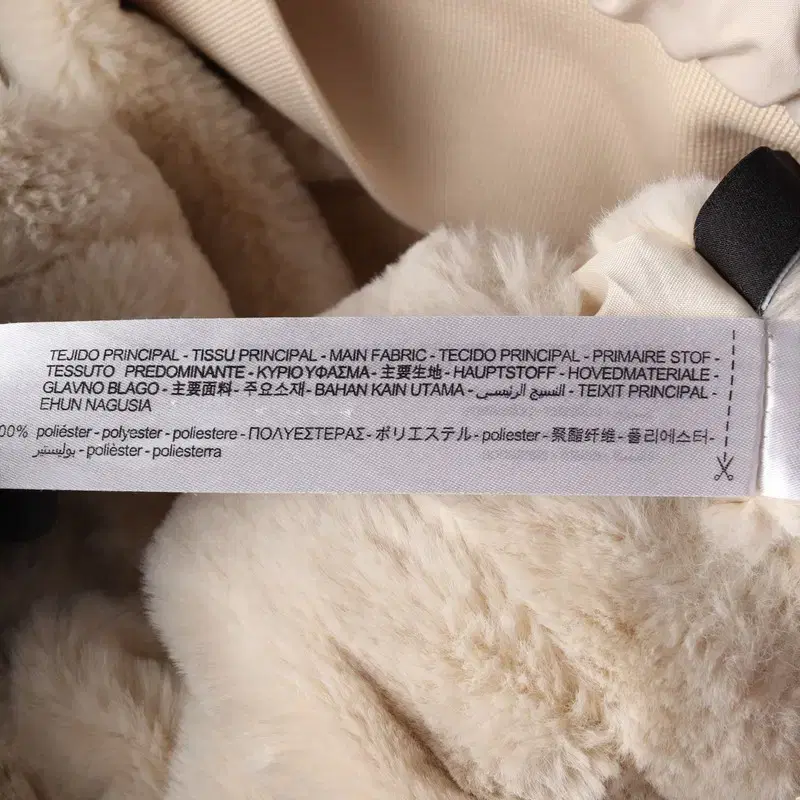 TEJIDO PRINCIPAL - TISSU PRINCIPAL - MAIN FABRIC - TECIDO PRINCIPAL - PRIMAIRE STOF -
TESSUTO PREDOMINANTE - ΚΥΡΙΟ ΥΦΑΣΜΑ - 主要生地 - HAUPTSTOFF - HOVEDMATERIALE -
GLAVNO BLAGO - 主要面料 - 주요소재 - BAHAN KAIN UTAMA - النسيج الرئيسي - TEIXIT PRINCIPAL -
EHUN NAGUSIA
00% poliéster - polyester - poliestere - ΠΟΛΥΕΣΤΕΡΑΣ - ポリエステル - poliester - 聚酯纤维 - 폴리에스터 -
بوليستير - polièster - poliesterra